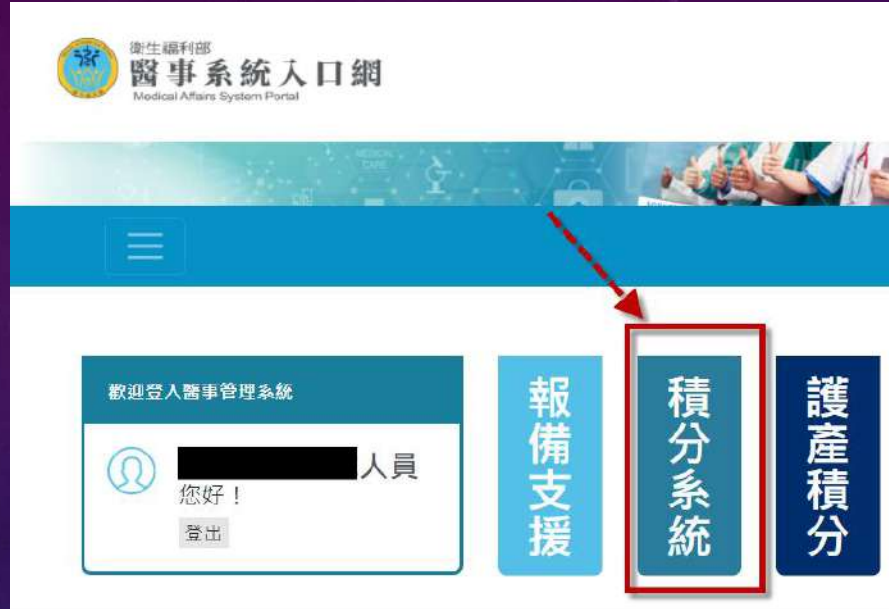 衛生福利部
醫事系統入口網
Medical Affairs System Portal
MEDICAL
CARE
歡迎登入醫事管理系統
人員
您好！
登出
報備支援
積分系統
護產積分